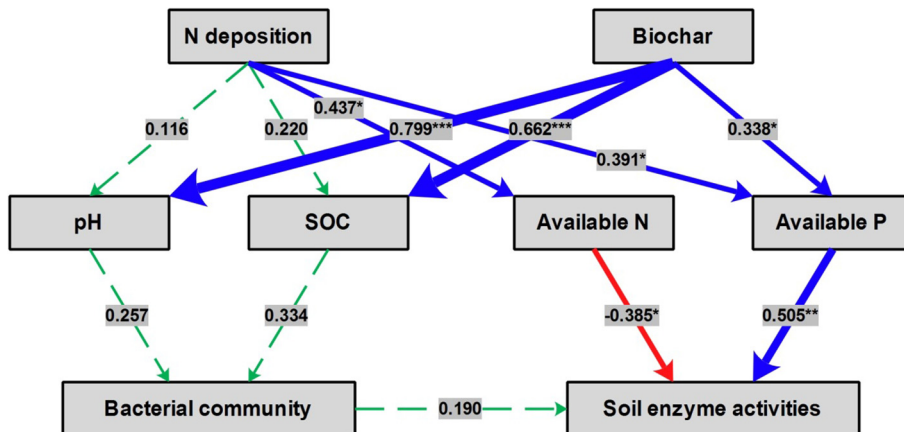 N deposition
Biochar
0.437*
0.116
0.220
0.799***
0.662***
0.338*
0.391*
pH
SOC
Available N
Available P
0.257
0.334
-0.385*
0.505**
Bacterial community
0.190
Soil enzyme activities